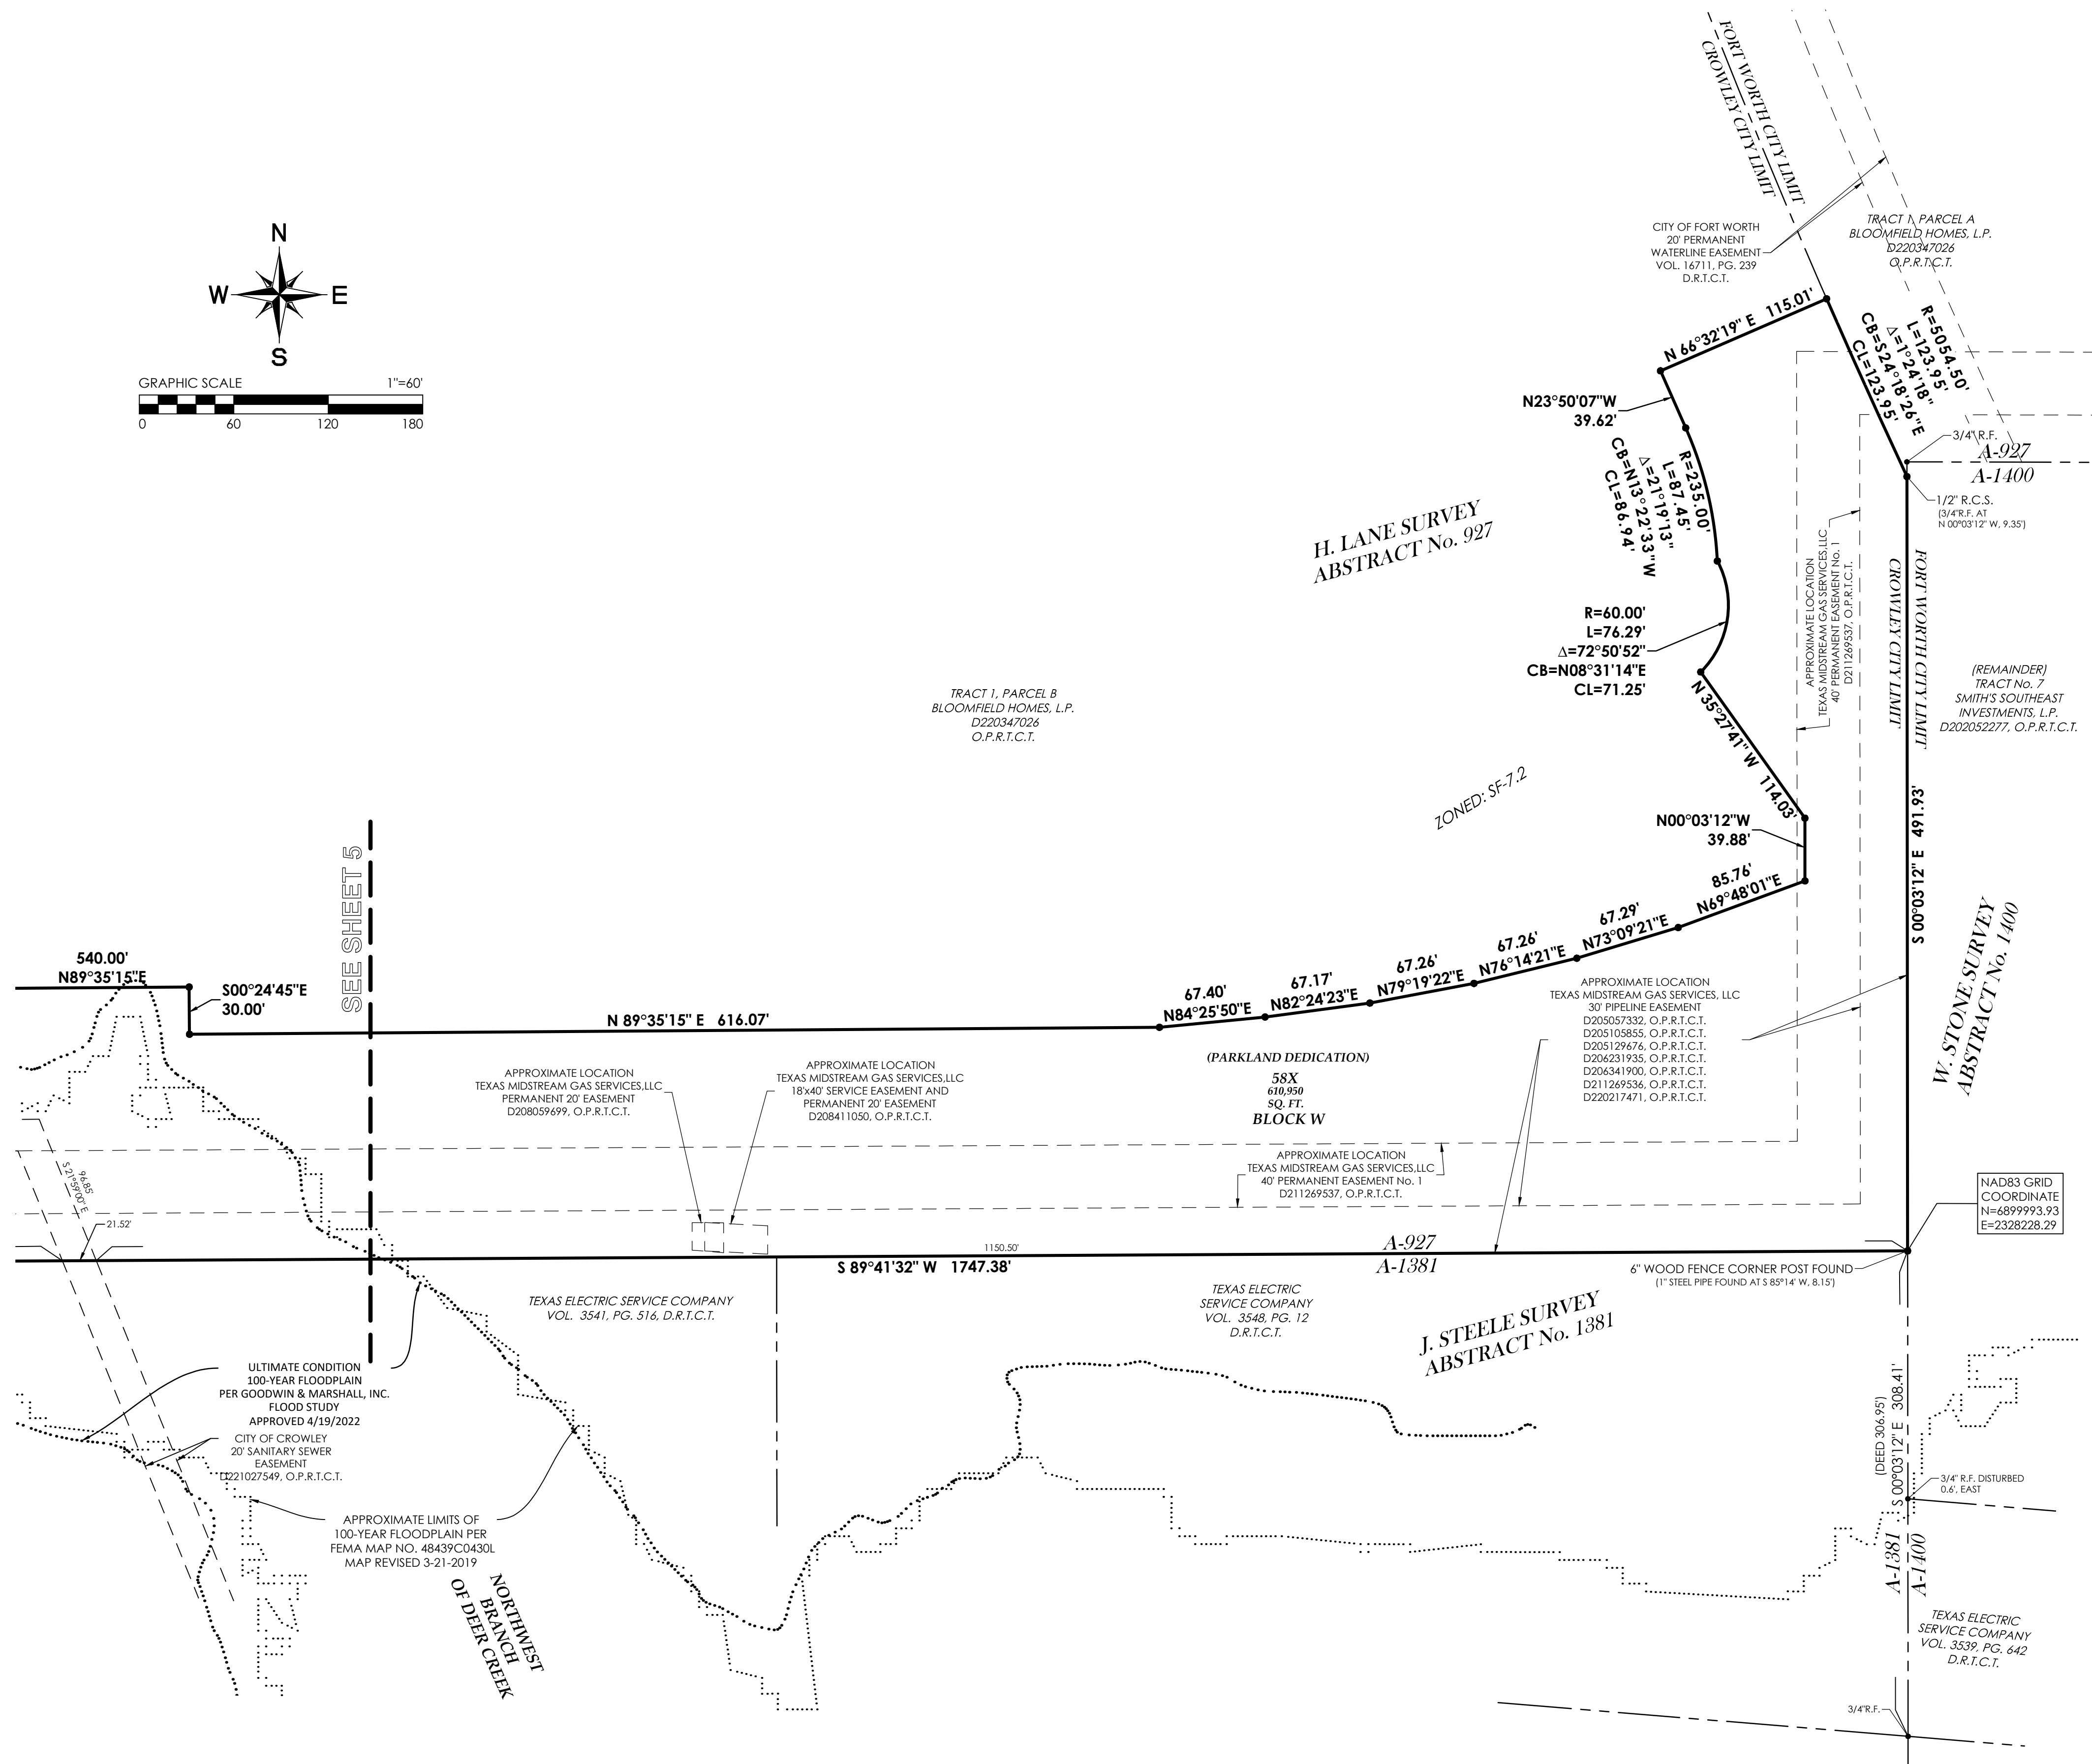 FORT WORTH CITY LIMIT
CROWLEY CITY LIMIT
CITY OF FORT WORTH
20' PERMANENT
WATERLINE EASEMENT
VOL. 16711, PG. 239
D.R.T.C.T.
TRACT 1, PARCEL A
BLOOMFIELD HOMES, L.P.
D220347026
O.P.R.T.C.T.
N
W E
S
GRAPHIC SCALE 1"=60'
0 60 120 180
N 66°32'19" E 115.01'
R=5054.50'
L=123.95'
Δ=1°24'18"
CB=S24°18'26"E
CL=123.95'
N23°50'07"W
39.62'
R=235.00'
L=87.45'
Δ=21°19'13"
CB=N13°22'33"W
CL=86.94'
3/4" R.F.
A-927
A-1400
1/2" R.C.S.
(3/4"R.F. AT
N 00°03'12" W, 9.35')
H. LANE SURVEY
ABSTRACT No. 927
APPROXIMATE LOCATION
TEXAS MIDSTREAM GAS SERVICES,LLC
40' PERMANENT EASEMENT No. 1
D211269537, O.P.R.T.C.T.
CROWLEY CITY LIMIT
FORT WORTH CITY LIMIT
R=60.00'
L=76.29'
Δ=72°50'52"
CB=N08°31'14"E
CL=71.25'
(REMAINDER)
TRACT No. 7
SMITH'S SOUTHEAST
INVESTMENTS, L.P.
D202052277, O.P.R.T.C.T.
TRACT 1, PARCEL B
BLOOMFIELD HOMES, L.P.
D220347026
O.P.R.T.C.T.
N 35°27'41" W 114.03'
ZONED: SF-7.2
N00°03'12"W
39.88'
S 00°03'12" E 491.93'
SEE SHEET 5
W. STONE SURVEY
ABSTRACT No. 1400
540.00'
N89°35'15"E
S00°24'45"E
30.00'
N 89°35'15" E 616.07'
67.40'
N84°25'50"E
67.17'
N82°24'23"E
67.26'
N79°19'22"E
67.26'
N76°14'21"E
67.29'
N73°09'21"E
85.76'
N69°48'01"E
APPROXIMATE LOCATION
TEXAS MIDSTREAM GAS SERVICES, LLC
30' PIPELINE EASEMENT
D205057332, O.P.R.T.C.T.
D205105855, O.P.R.T.C.T.
D205129676, O.P.R.T.C.T.
D206231935, O.P.R.T.C.T.
D206341900, O.P.R.T.C.T.
D211269536, O.P.R.T.C.T.
D220217471, O.P.R.T.C.T.
APPROXIMATE LOCATION
TEXAS MIDSTREAM GAS SERVICES,LLC
PERMANENT 20' EASEMENT
D208059699, O.P.R.T.C.T.
APPROXIMATE LOCATION
TEXAS MIDSTREAM GAS SERVICES,LLC
18'x40' SERVICE EASEMENT AND
PERMANENT 20' EASEMENT
D208411050, O.P.R.T.C.T.
(PARKLAND DEDICATION)
58X
610,950
SQ. FT.
BLOCK W
APPROXIMATE LOCATION
TEXAS MIDSTREAM GAS SERVICES,LLC
40' PERMANENT EASEMENT No. 1
D211269537, O.P.R.T.C.T.
96.85'
S 21°59'00" E
21.52'
NAD83 GRID
COORDINATE
N=6899993.93
E=2328228.29
1150.50'
S 89°41'32" W 1747.38'
A-927
A-1381
6" WOOD FENCE CORNER POST FOUND
(1" STEEL PIPE FOUND AT S 85°14' W, 8.15')
TEXAS ELECTRIC SERVICE COMPANY
VOL. 3541, PG. 516, D.R.T.C.T.
TEXAS ELECTRIC
SERVICE COMPANY
VOL. 3548, PG. 12
D.R.T.C.T.
J. STEELE SURVEY
ABSTRACT No. 1381
ULTIMATE CONDITION
100-YEAR FLOODPLAIN
PER GOODWIN & MARSHALL, INC.
FLOOD STUDY
APPROVED 4/19/2022
CITY OF CROWLEY
20' SANITARY SEWER
EASEMENT
D221027549, O.P.R.T.C.T.
APPROXIMATE LIMITS OF
100-YEAR FLOODPLAIN PER
FEMA MAP NO. 48439C0430L
MAP REVISED 3-21-2019
NORTHWEST
BRANCH
OF DEER CREEK
(DEED 306.95')
S 00°03'12" E 308.41'
3/4" R.F. DISTURBED
0.6', EAST
A-1381
A-1400
TEXAS ELECTRIC
SERVICE COMPANY
VOL. 3539, PG. 642
D.R.T.C.T.
3/4"R.F.